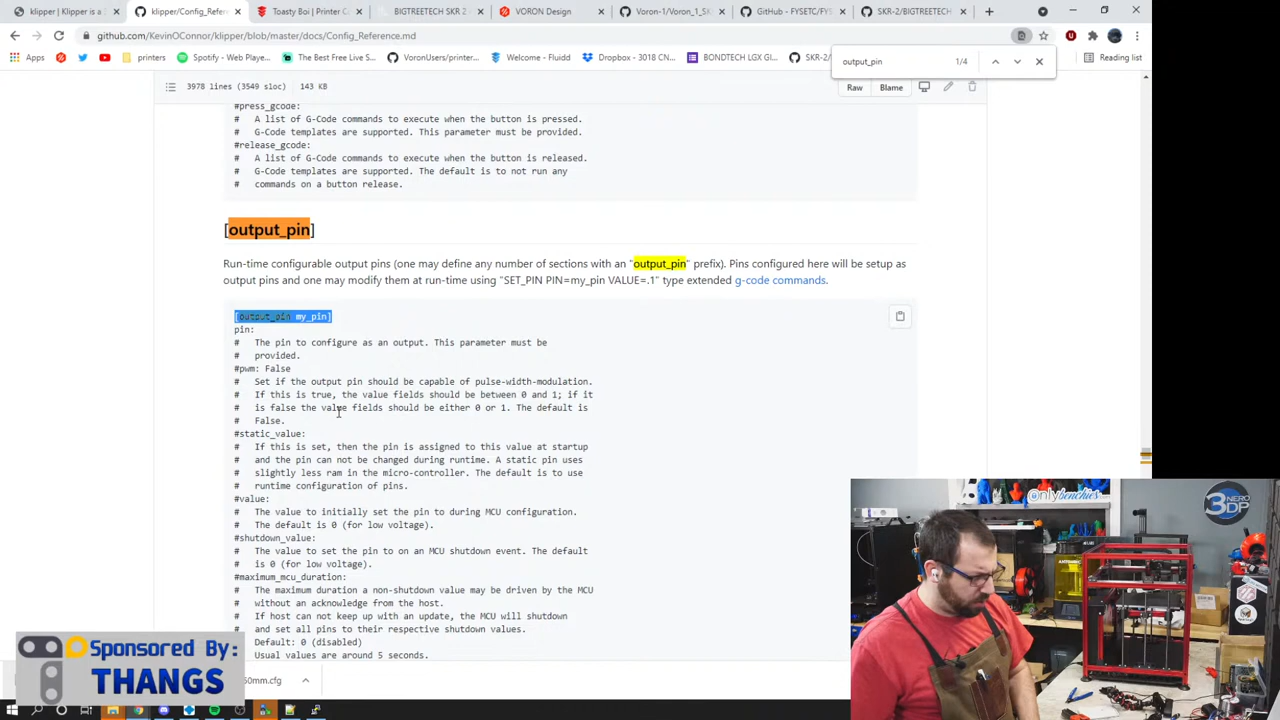 klipper | Klipper is a 3
klipper/Config_Refere
Toasty Boi | Printer C
BIGTREETECH SKR 2
VORON Design
Voron-1/Voron_1_SK
GitHub - FYSETC/FYS
SKR-2/BIGTREETECH
github.com/KevinOConnor/klipper/blob/master/docs/Config_Reference.md
Apps
printers
Spotify - Web Playe...
The Best Free Live S...
VoronUsers/printer...
Welcome - Fluidd
Dropbox - 3018 CN...
BONDTECH LGX GI...
SKR-2/
Reading list
output_pin
1/4
3978 lines (3549 sloc)
143 KB
Raw
Blame
#press_gcode:
# A list of G-Code commands to execute when the button is pressed.
# G-Code templates are supported. This parameter must be provided.
#release_gcode:
# A list of G-Code commands to execute when the button is released.
# G-Code templates are supported. The default is to not run any
# commands on a button release.
[output_pin]
Run-time configurable output pins (one may define any number of sections with an "output_pin" prefix). Pins configured here will be setup as
output pins and one may modify them at run-time using "SET_PIN PIN=my_pin VALUE=.1" type extended g-code commands.
[output_pin my_pin]
pin:
# The pin to configure as an output. This parameter must be
# provided.
#pwm: False
# Set if the output pin should be capable of pulse-width-modulation.
# If this is true, the value fields should be between 0 and 1; if it
# is false the value fields should be either 0 or 1. The default is
# False.
#static_value:
# If this is set, then the pin is assigned to this value at startup
# and the pin can not be changed during runtime. A static pin uses
# slightly less ram in the micro-controller. The default is to use
# runtime configuration of pins.
#value:
# The value to initially set the pin to during MCU configuration.
# The default is 0 (for low voltage).
#shutdown_value:
# The value to set the pin to on an MCU shutdown event. The default
# is 0 (for low voltage).
#maximum_mcu_duration:
# The maximum duration a non-shutdown value may be driven by the MCU
# without an acknowledge from the host.
# If host can not keep up with an update, the MCU will shutdown
# and set all pins to their respective shutdown values.
# Default: 0 (disabled)
# Usual values are around 5 seconds.
Sponsored By:
THANGS
50mm.cfg
Onlybenchies
3DP
NERO